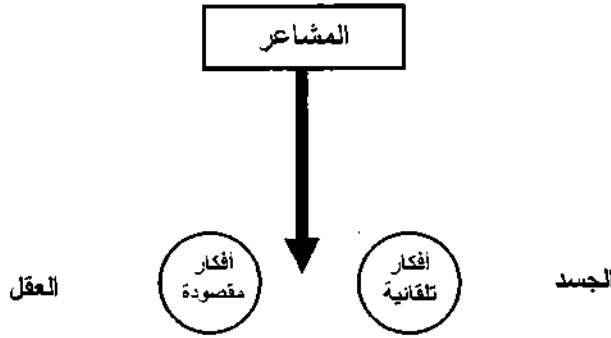 المشاعر
الجسد
أفكار
تلقائية
أفكار
مقصودة
العقل